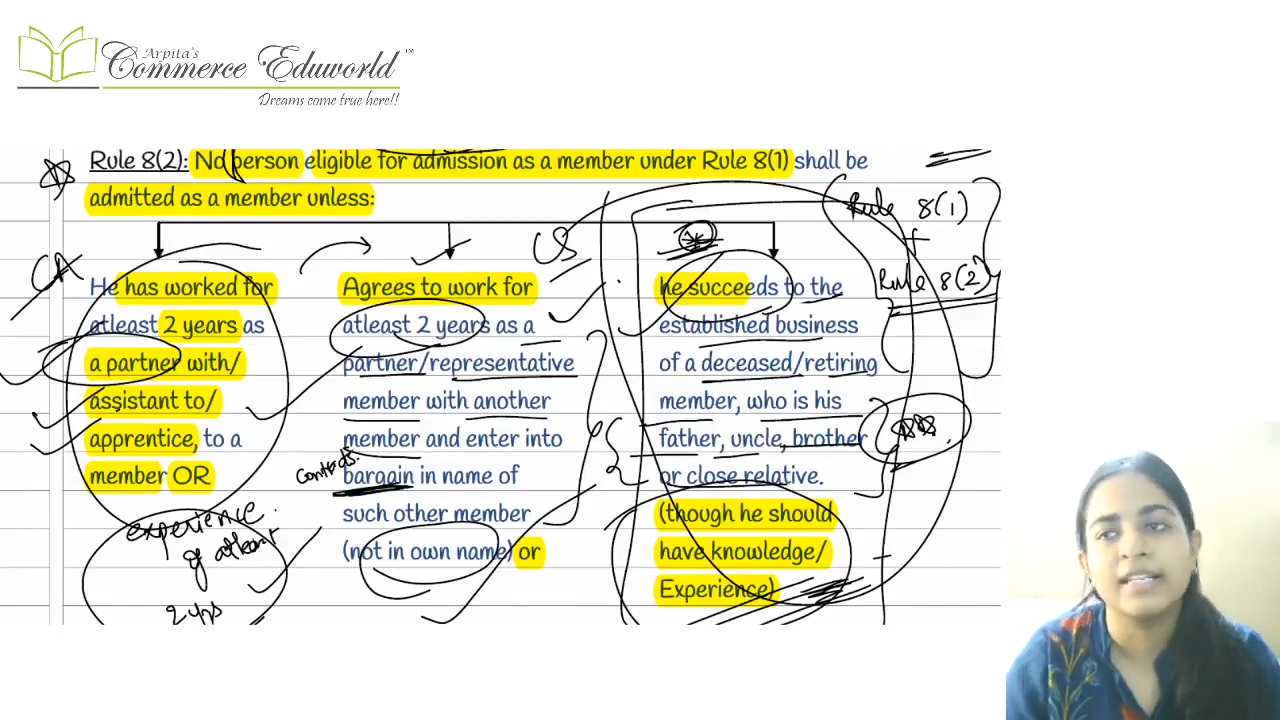 Arpita's
Commerce Eduworld™
Dreams come true here!!
Rule 8(2): No person eligible for admission as a member under Rule 8(1) shall be
admitted as a member unless:
Rule 8(1)
+
Rule 8(2)
CA
He has worked for
atleast 2 years as
a partner with/
assistant to/
apprentice, to a
member OR
experience
of atleast
2 yrs
CS
Agrees to work for
atleast 2 years as a
partner/representative
member with another
member and enter into
bargain in name of
such other member
(not in own name) or
he succeeds to the
established business
of a deceased/retiring
member, who is his
father, uncle, brother
or close relative.
(though he should
have knowledge/
Experience)